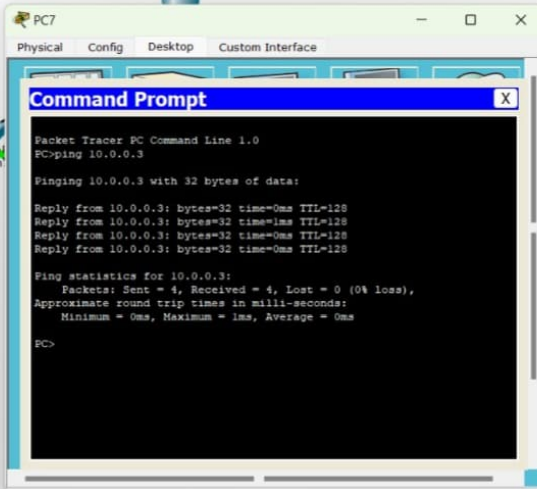 PC7
Physical Config Desktop Custom Interface
Command Prompt
X
Packet Tracer PC Command Line 1.0
PC>ping 10.0.0.3
Pinging 10.0.0.3 with 32 bytes of data:
Reply from 10.0.0.3: bytes=32 time=0ms TTL=128
Reply from 10.0.0.3: bytes=32 time=1ms TTL=128
Reply from 10.0.0.3: bytes=32 time=0ms TTL=128
Reply from 10.0.0.3: bytes=32 time=0ms TTL=128
Ping statistics for 10.0.0.3:
Packets: Sent = 4, Received = 4, Lost = 0 (0% loss),
Approximate round trip times in milli-seconds:
Minimum = 0ms, Maximum = 1ms, Average = 0ms
PC>